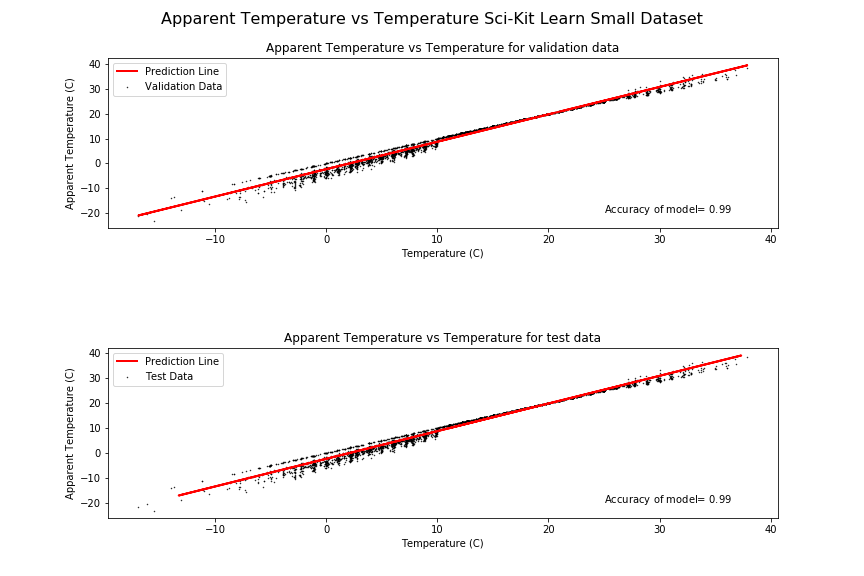 Apparent Temperature vs Temperature Sci-Kit Learn Small Dataset
Apparent Temperature vs Temperature for validation data
Prediction Line
Validation Data
Apparent Temperature (C)
40
30
20
10
0
−10
−20
Accuracy of model= 0.99
−10 0 10 20 30 40
Temperature (C)
Apparent Temperature vs Temperature for test data
Prediction Line
Test Data
Apparent Temperature (C)
40
30
20
10
0
−10
−20
Accuracy of model= 0.99
−10 0 10 20 30 40
Temperature (C)